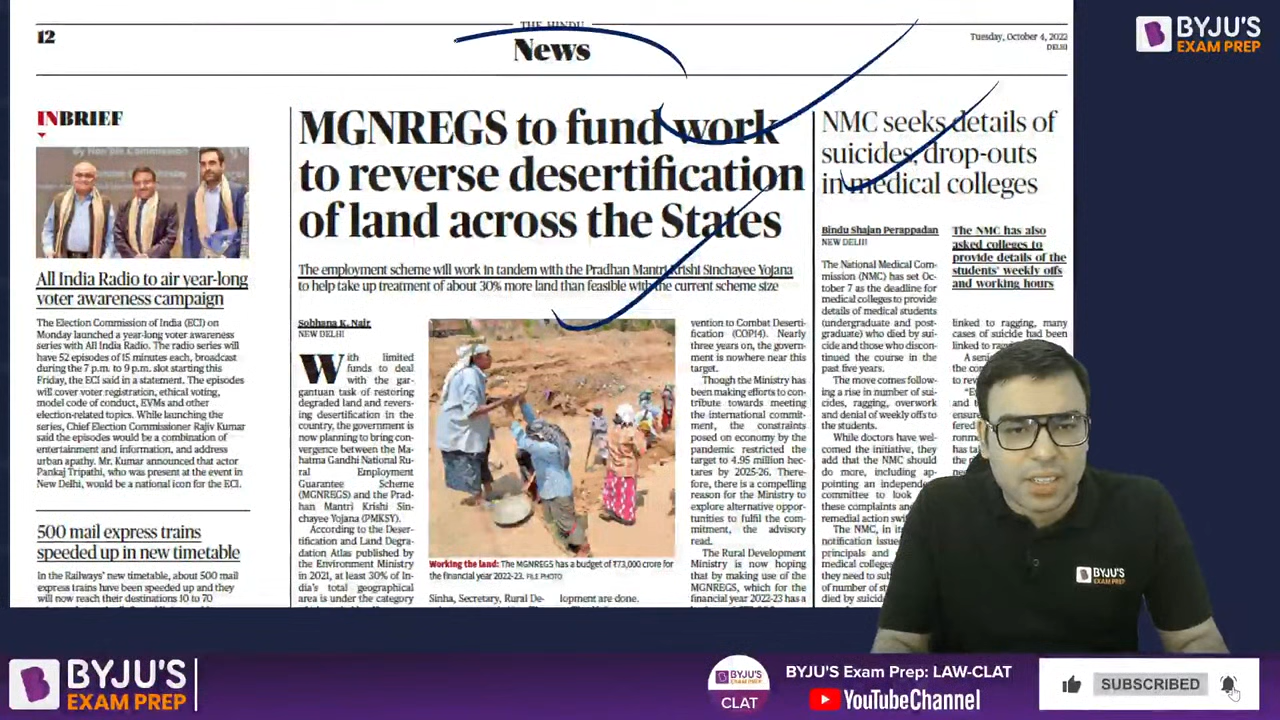 12
THE HINDU
News
Tuesday, October 4, 2022
DELHI
BYJU'S
EXAM PREP
INBRIEF
All India Radio to air year-long
voter awareness campaign
The Election Commission of India (ECI) on
Monday launched a year-long voter awareness
series with All India Radio. The radio series will
have 52 episodes of 15 minutes each, broadcast
during the 7 p.m. to 9 p.m. slot starting this
Friday, the ECI said in a statement. The episodes
will cover voter registration, ethical voting,
model code of conduct, EVMs and other
election-related topics. While launching the
series, Chief Election Commissioner Rajiv Kumar
said the episodes would be a combination of
entertainment and information, and address
urban apathy. Mr. Kumar announced that actor
Pankaj Tripathi, who was present at the event in
New Delhi, would be a national icon for the ECI.
500 mail express trains
speeded up in new timetable
In the Railways' new timetable, about 500 mail
express trains have been speeded up and they
will now reach their destinations 10 to 70
MGNREGS to fund work
to reverse desertification
of land across the States
The employment scheme will work in tandem with the Pradhan Mantri Krishi Sinchayee Yojana
to help take up treatment of about 30% more land than feasible with the current scheme size
Sobhana K. Nair
NEW DELHI
With limited
funds to deal
with the gar-
gantuan task of restoring
degraded land and revers-
ing desertification in the
country, the government is
now planning to bring con-
vergence between the Ma-
hatma Gandhi National Ru-
ral Employment
Guarantee Scheme
(MGNREGS) and the Prad-
han Mantri Krishi Sin-
chayee Yojana (PMKSY).
According to the Deser-
tification and Land Degra-
dation Atlas published by
the Environment Ministry
in 2021, at least 30% of In-
dia's total geographical
area is under the category
Working the land: The MGNREGS has a budget of ₹73,000 crore for
the financial year 2022-23. FILE PHOTO
Sinha, Secretary, Rural De-
lopment are done.
vention to Combat Deserti-
fication (COP14). Nearly
three years on, the govern-
ment is nowhere near this
target.
Though the Ministry has
been making efforts to con-
tribute towards meeting
the international commit-
ment, the constraints
posed on economy by the
pandemic restricted the
target to 4.95 million hec-
tares by 2025-26. There-
fore, there is a compelling
reason for the Ministry to
explore alternative oppor-
tunities to fulfil the com-
mitment, the advisory
read.
The Rural Development
Ministry is now hoping
that by making use of the
MGNREGS, which for the
financial year 2022-23 has a
NMC seeks details of
suicides, drop-outs
in medical colleges
Bindu Shajan Perappadan
NEW DELHI
The National Medical Com-
mission (NMC) has set Oc-
tober 7 as the deadline for
medical colleges to provide
details of medical students
(undergraduate and post-
graduate) who died by sui-
cide and those who discon-
tinued the course in the
past five years.
The move comes follow-
ing a rise in number of sui-
cides, ragging, overwork
and denial of weekly offs to
the students.
While doctors have wel-
comed the initiative, they
add that the NMC should
do more, including ap-
pointing an independent
committee to look
these complaints and
remedial action
The NMC, in
notification
principals and
medical
they need to
of number of
died by
The NMC has also
asked colleges to
provide details of the
students' weekly offs
and working hours
linked to ragging, many
cases of suicide had been
linked to
BYJU'S
EXAM PREP
BYJU'S
EXAM PREP
BYJU'S
EXAM PREP
CLAT
BYJU'S Exam Prep: LAW-CLAT
YouTubeChannel
SUBSCRIBED